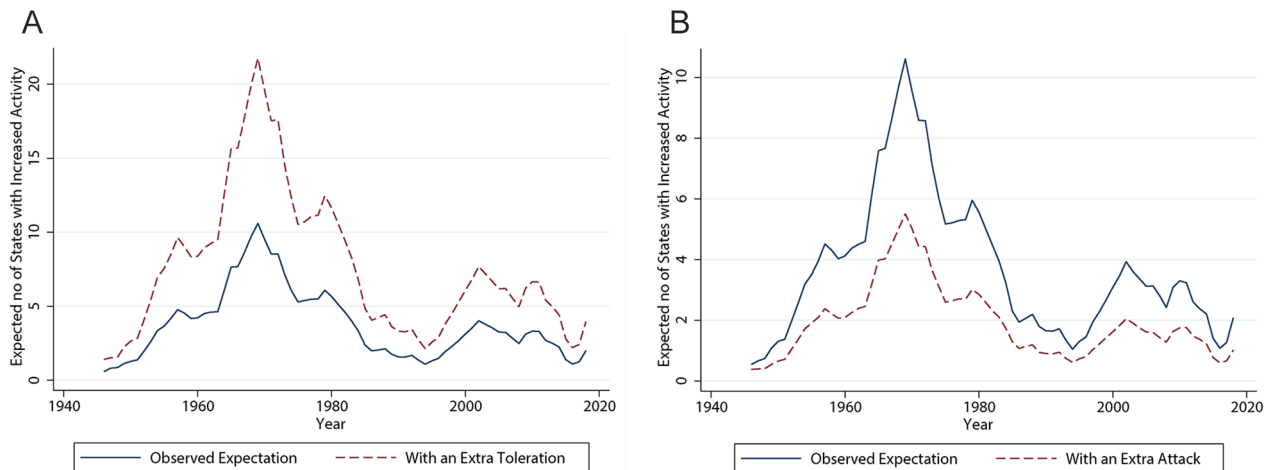 A
Expected no of States with Increased Activity
20
15
10
5
0
1940 1960 1980 2000 2020
Year
Observed Expectation With an Extra Toleration
B
Expected no of States with Increased Activity
10
8
6
4
2
0
1940 1960 1980 2000 2020
Year
Observed Expectation With an Extra Attack